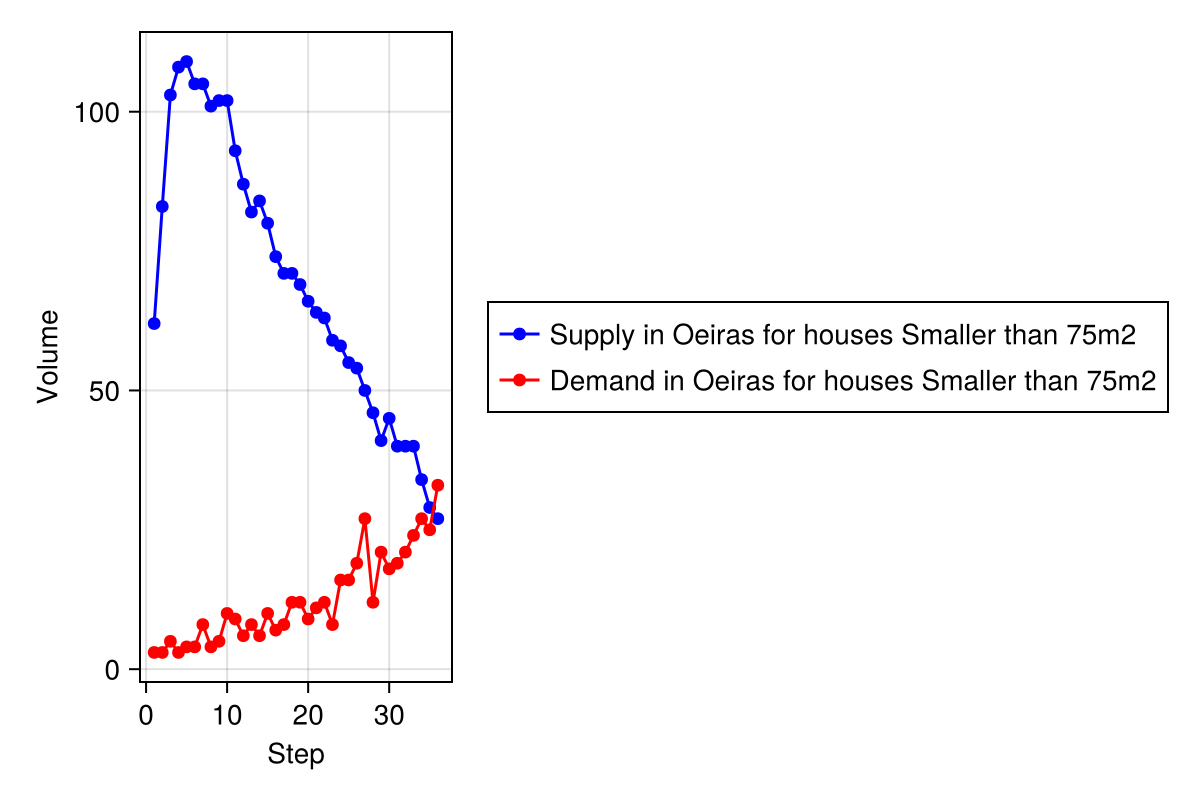 100
50
0
Volume
0 10 20 30
Step
Supply in Oeiras for houses Smaller than 75m2
Demand in Oeiras for houses Smaller than 75m2